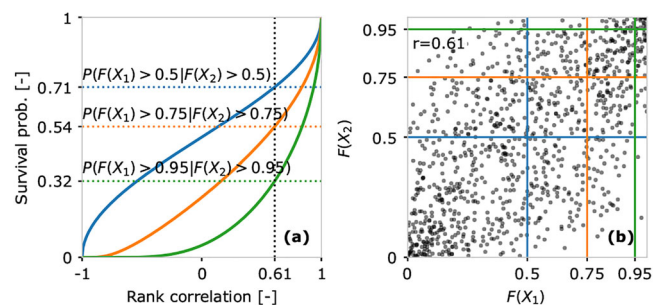 Survival prob. [-]
1
0.71
0.54
0.32
0
P(F(X₁) > 0.5|F(X₂) > 0.5)
P(F(X₁) > 0.75|F(X₂) > 0.75)
P(F(X₁) > 0.95|F(X₂) > 0.95)
(a)
-1 0 0.61 1
Rank correlation [-]
F(X₂)
0.95
0.75
0.5
0
r=0.61
(b)
0 0.5 0.75 0.95
F(X₁)